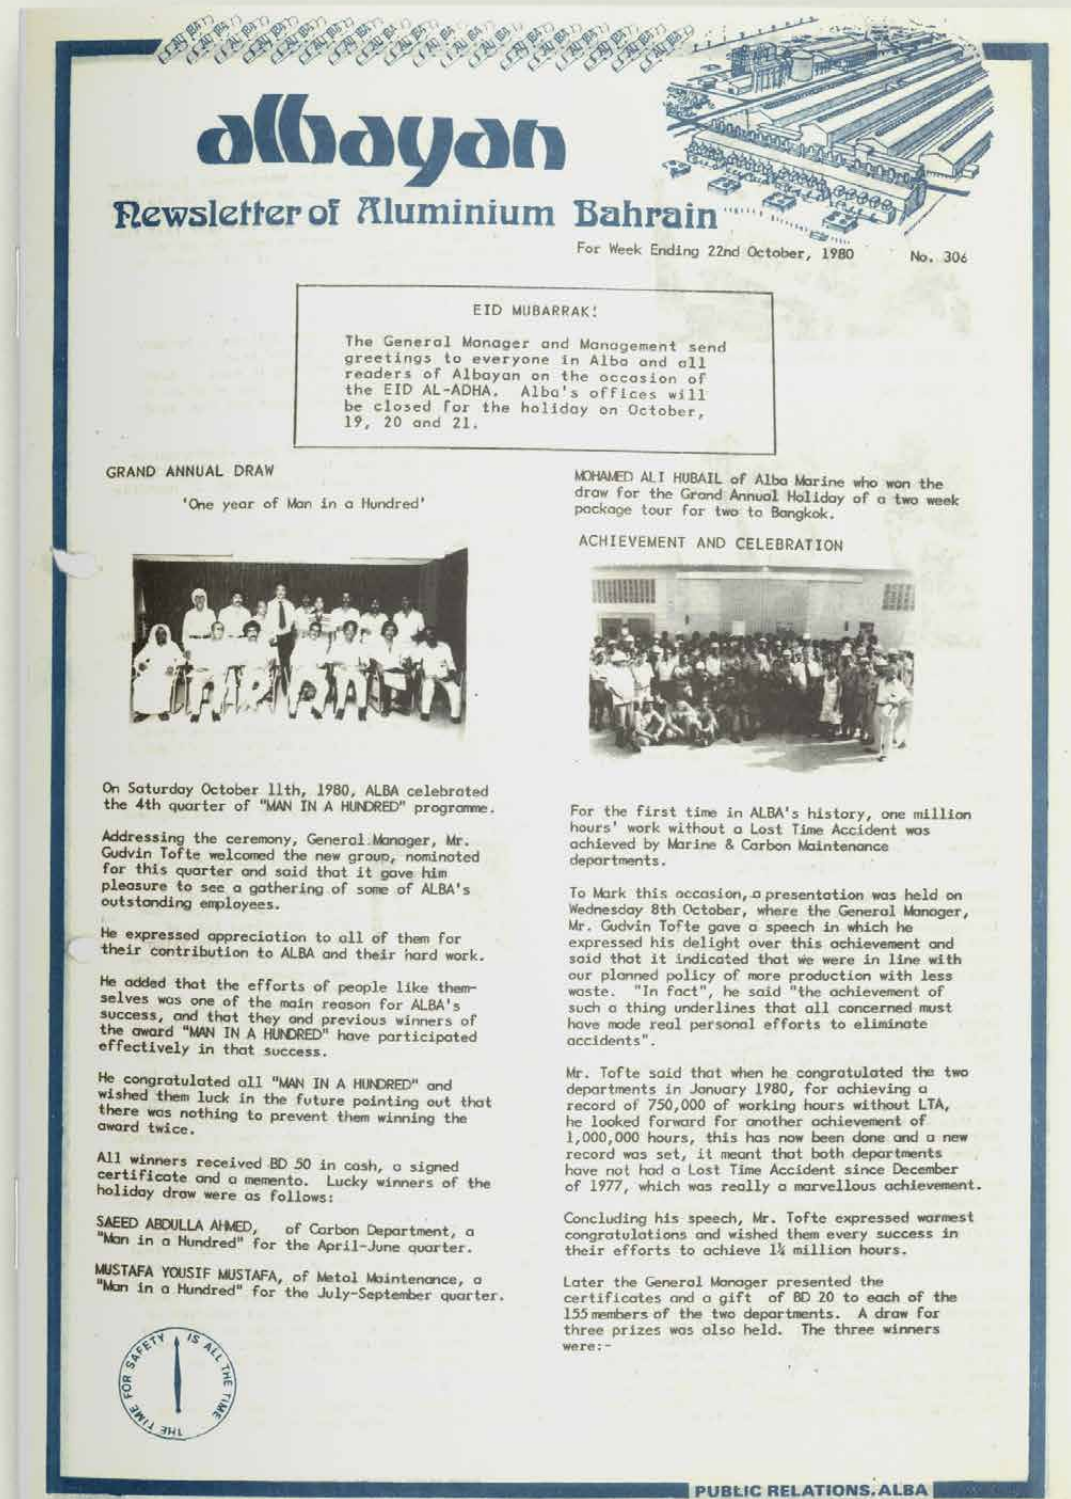 albayan
Newsletter of Aluminium Bahrain
For Week Ending 22nd October, 1980
No. 306
EID MUBARRAK!
The General Manager and Management send
greetings to everyone in Alba and all
readers of Albayan on the occasion of
the EID AL-ADHA. Alba's offices will
be closed for the holiday on October,
19, 20 and 21.
GRAND ANNUAL DRAW
'One year of Man in a Hundred'
On Saturday October 11th, 1980, ALBA celebrated
the 4th quarter of "MAN IN A HUNDRED" programme.
Addressing the ceremony, General Manager, Mr.
Gudvin Tofte welcomed the new group, nominated
for this quarter and said that it gave him
pleasure to see a gathering of some of ALBA's
outstanding employees.
He expressed appreciation to all of them for
their contribution to ALBA and their hard work.
He added that the efforts of people like them-
selves was one of the main reason for ALBA's
success, and that they and previous winners of
the award "MAN IN A HUNDRED" have participated
effectively in that success.
He congratulated all "MAN IN A HUNDRED" and
wished them luck in the future pointing out that
there was nothing to prevent them winning the
award twice.
All winners received BD 50 in cash, a signed
certificate and a memento. Lucky winners of the
holiday draw were as follows:
SAEED ABDULLA AHMED, of Carbon Department, a
"Man in a Hundred" for the April-June quarter.
MUSTAFA YOUSIF MUSTAFA, of Metal Maintenance, a
"Man in a Hundred" for the July-September quarter.
THE TIME FOR SAFETY IS ALL THE TIME
MOHAMED ALI HUBAIL of Alba Marine who won the
draw for the Grand Annual Holiday of a two week
package tour for two to Bangkok.
ACHIEVEMENT AND CELEBRATION
For the first time in ALBA's history, one million
hours' work without a Lost Time Accident was
achieved by Marine & Carbon Maintenance
departments.
To Mark this occasion, a presentation was held on
Wednesday 8th October, where the General Manager,
Mr. Gudvin Tofte gave a speech in which he
expressed his delight over this achievement and
said that it indicated that we were in line with
our planned policy of more production with less
waste. "In fact", he said "the achievement of
such a thing underlines that all concerned must
have made real personal efforts to eliminate
accidents".
Mr. Tofte said that when he congratulated the two
departments in January 1980, for achieving a
record of 750,000 of working hours without LTA,
he looked forward for another achievement of
1,000,000 hours, this has now been done and a new
record was set, it meant that both departments
have not had a Lost Time Accident since December
of 1977, which was really a marvellous achievement.
Concluding his speech, Mr. Tofte expressed warmest
congratulations and wished them every success in
their efforts to achieve 1¼ million hours.
Later the General Manager presented the
certificates and a gift of BD 20 to each of the
155 members of the two departments. A draw for
three prizes was also held. The three winners
were:-
PUBLIC RELATIONS. ALBA